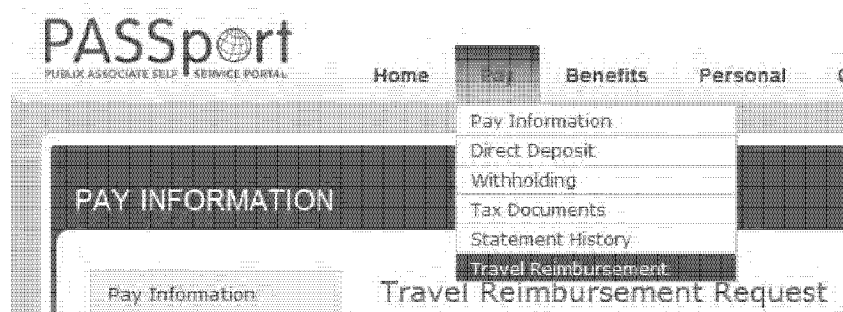 PASSport
PUBLIX ASSOCIATE SELF SERVICE PORTAL
Home Pay Benefits Personal
Pay Information
Direct Deposit
Withholding
Tax Documents
Statement History
Travel Reimbursement
PAY INFORMATION
Pay Information
Travel Reimbursement Request